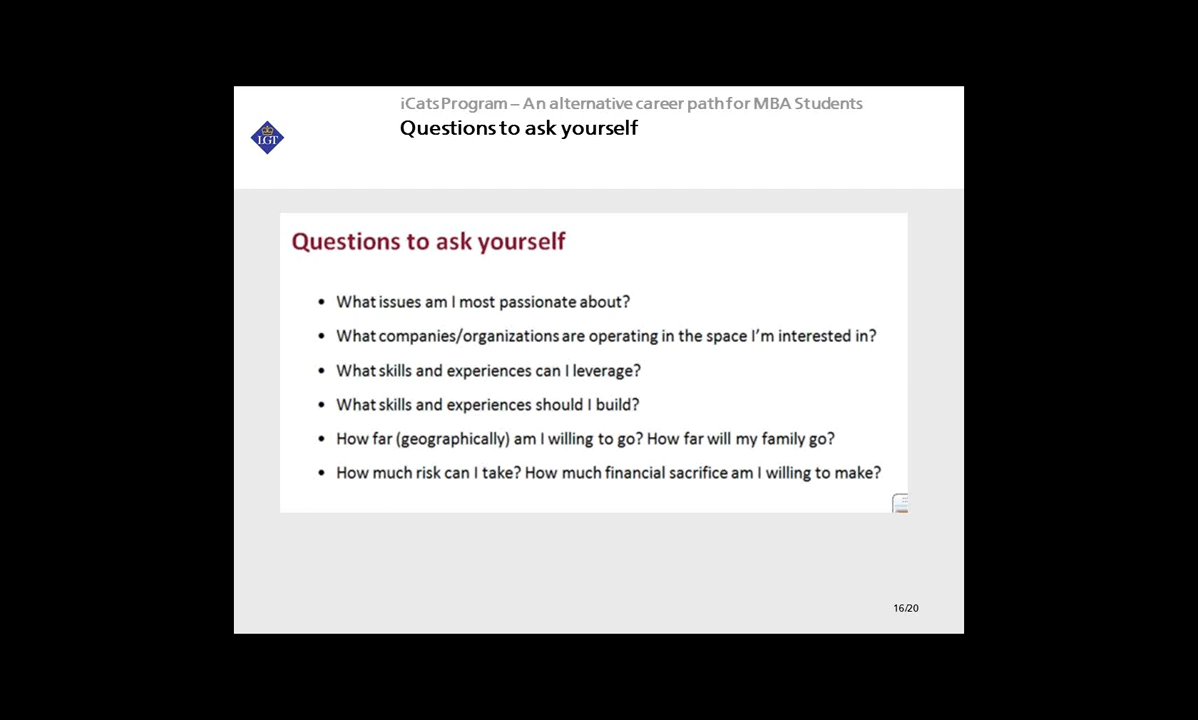 iCats Program – An alternative career path for MBA Students
Questions to ask yourself
LGT
Questions to ask yourself
• What issues am I most passionate about?
• What companies/organizations are operating in the space I'm interested in?
• What skills and experiences can I leverage?
• What skills and experiences should I build?
• How far (geographically) am I willing to go? How far will my family go?
• How much risk can I take? How much financial sacrifice am I willing to make?
16/20